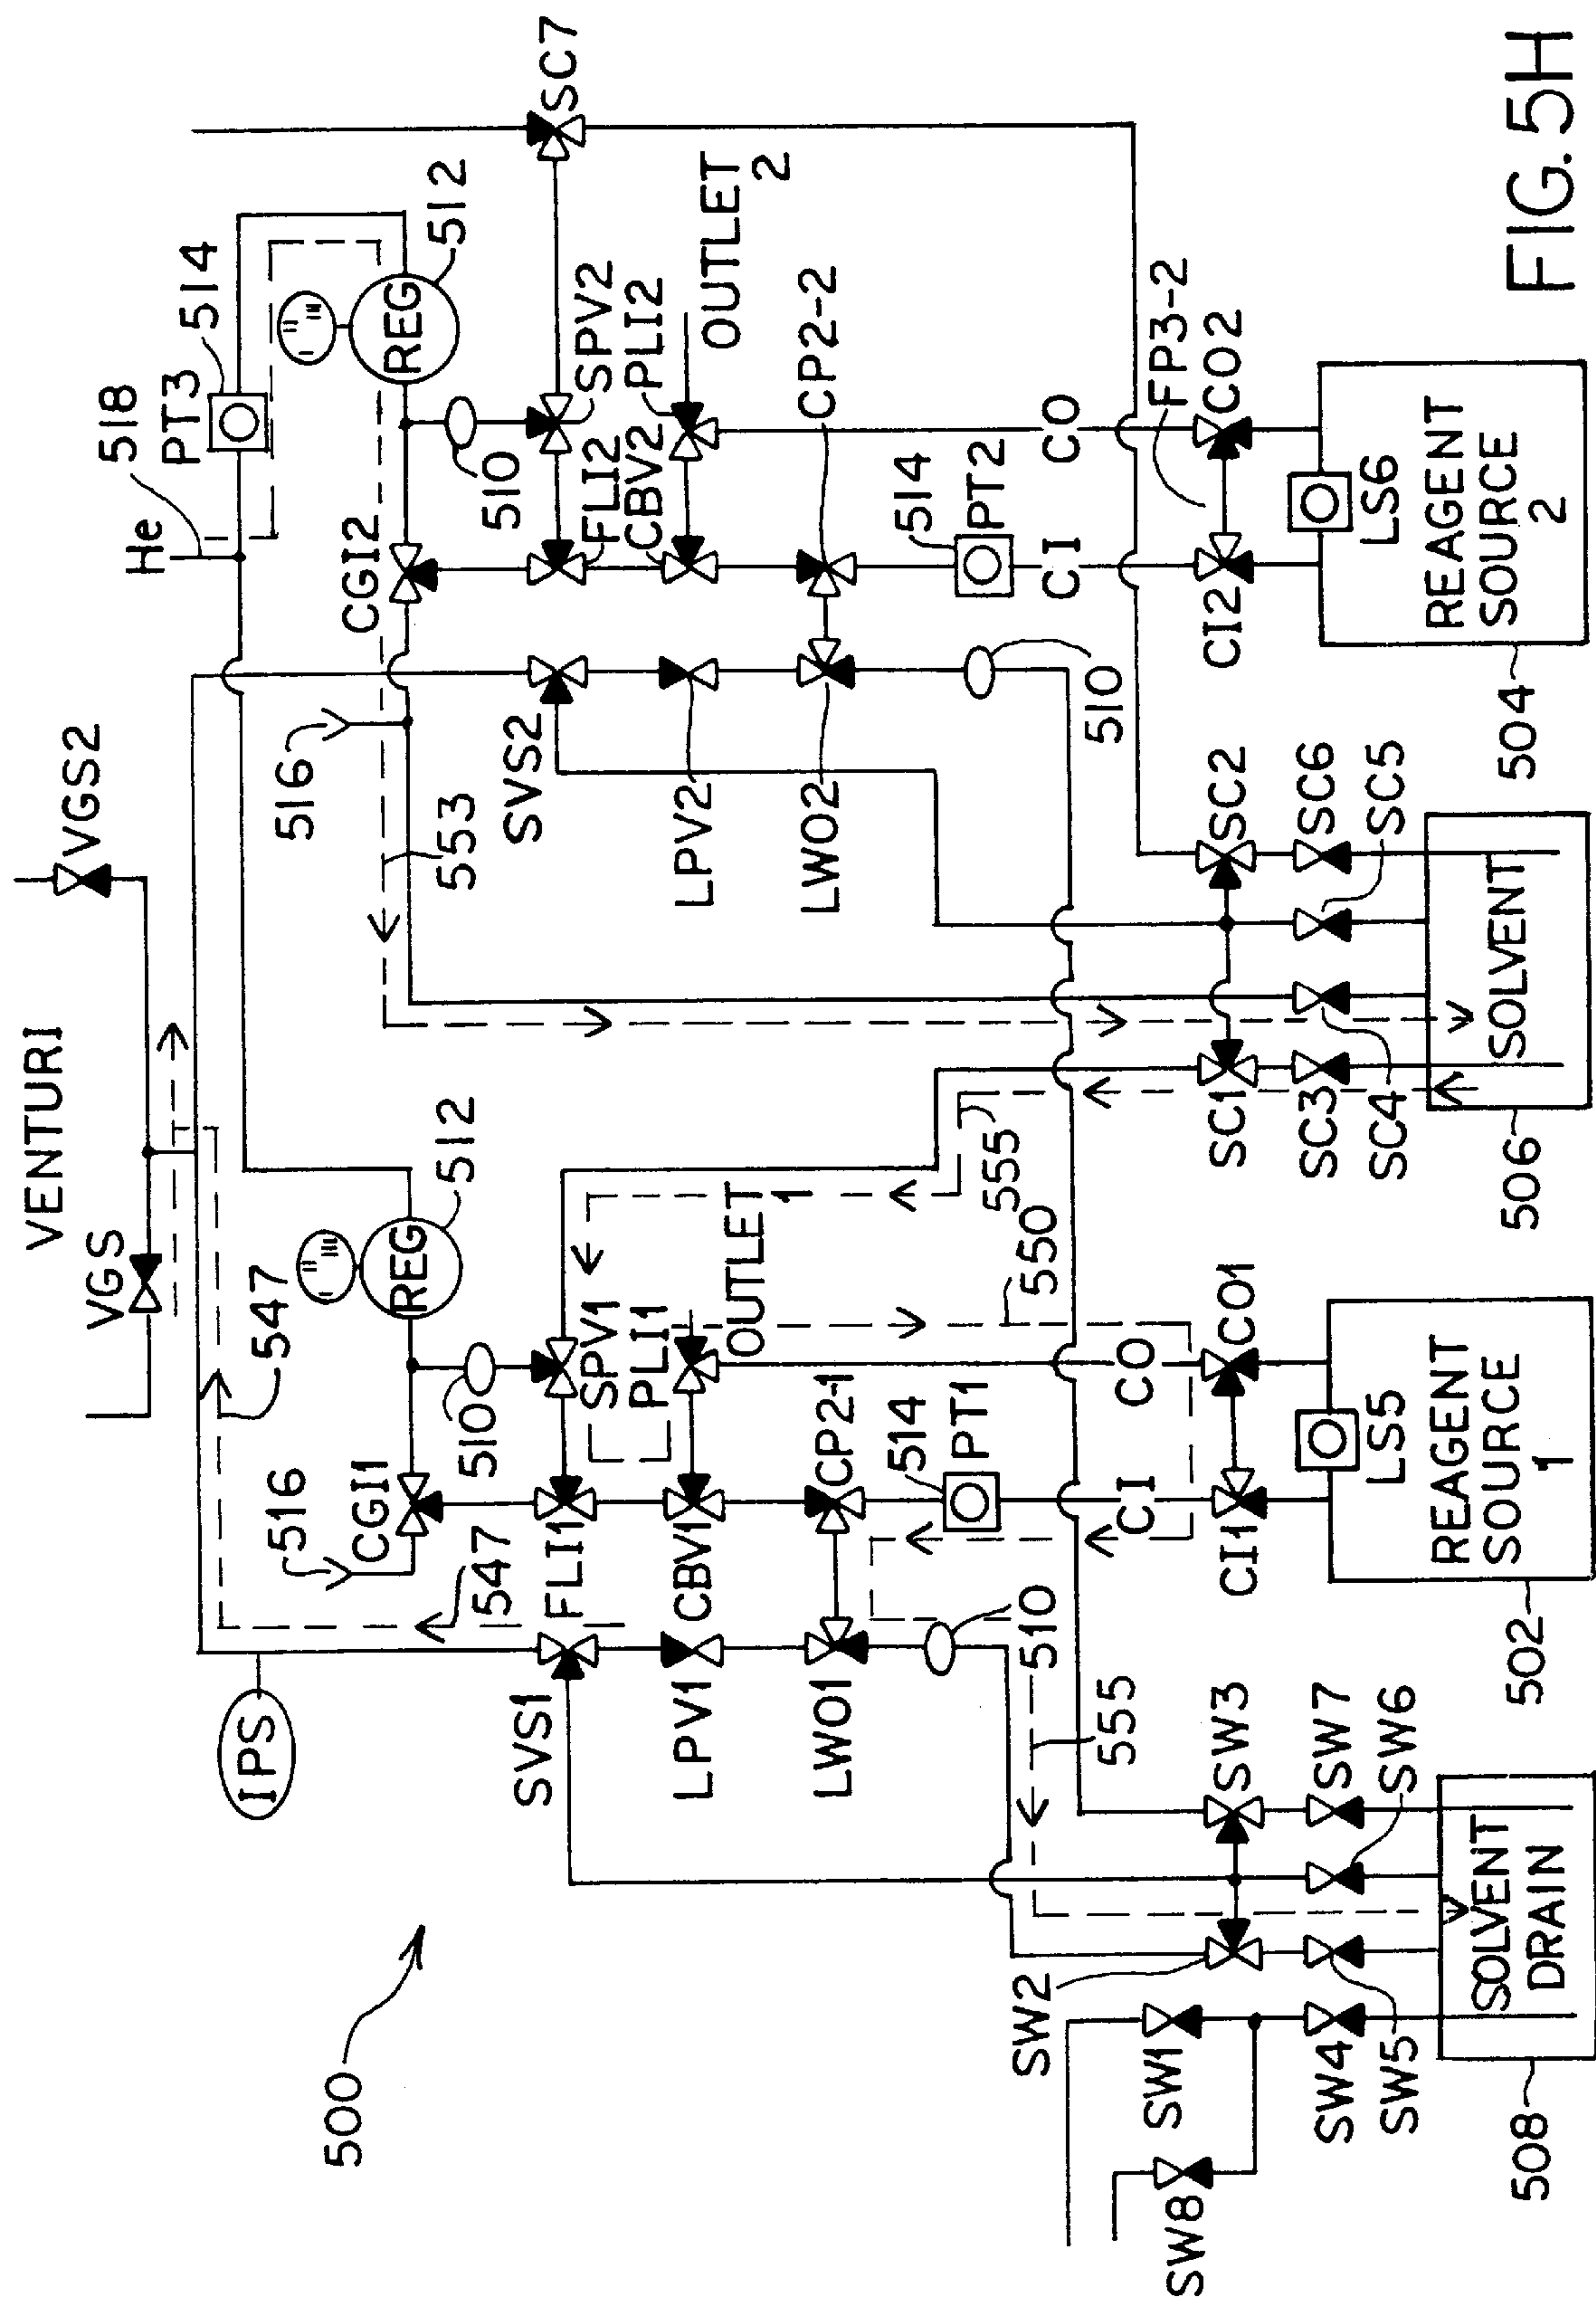 VENTURI
VGS
VGS2
He
518
PT3
514
512
REG
SC7
547
512
REG
516
553
CGI2
510
SPV2
FLI2
PLI2
CBV2
OUTLET
2
CP2-2
514
PT2
CI
CO
FP3-2
CI2
CO2
LS6
REAGENT
SOURCE
2
504
SVS2
LPV2
LWO2
510
SC2
SC6
SC5
SC1
SC3
SC4
SOLVENT
506
IPS
516
CGI1
510
547
SVS1
FLI1
SPV1
PLI1
OUTLET
1
555
550
LPV1
CBV1
LWO1
CP2-1
514
PT1
510
555
CI
CO
CI1
CO1
LS5
REAGENT
SOURCE
1
502
500
SW2
SW3
SW7
SW6
SW1
SW4
SW5
SW8
SOLVENT
DRAIN
508
FIG. 5H